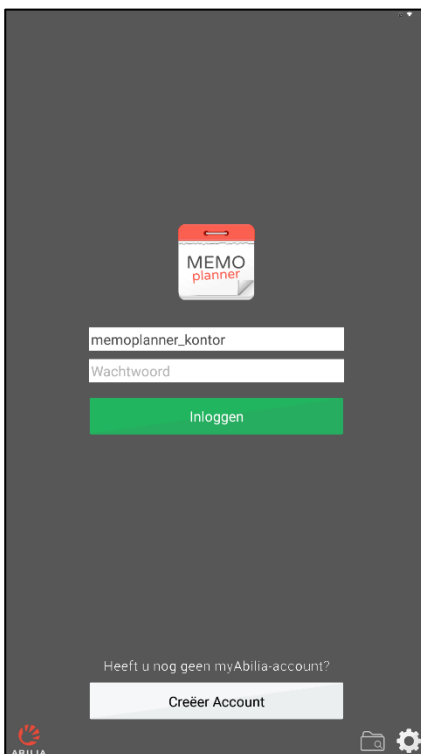 MEMO
planner
memoplanner_kontor
Wachtwoord
Inloggen
Heeft u nog geen myAbilia-account?
Creëer Account
ABILIA